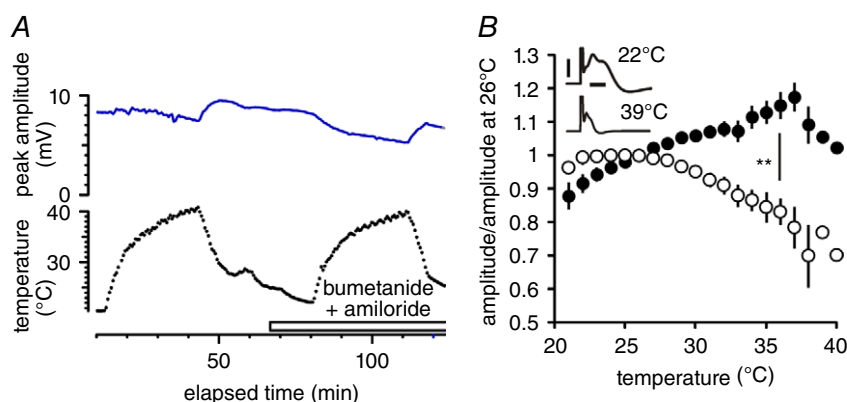 A
peak amplitude
(mV)
10
5
0
temperature
(°C)
40
30
bumetanide
+ amiloride
50
100
elapsed time (min)
B
amplitude/amplitude at 26°C
1.3
1.2
1.1
1
0.9
0.8
0.7
0.6
0.5
22°C
39°C
**
20
25
30
35
40
temperature (°C)